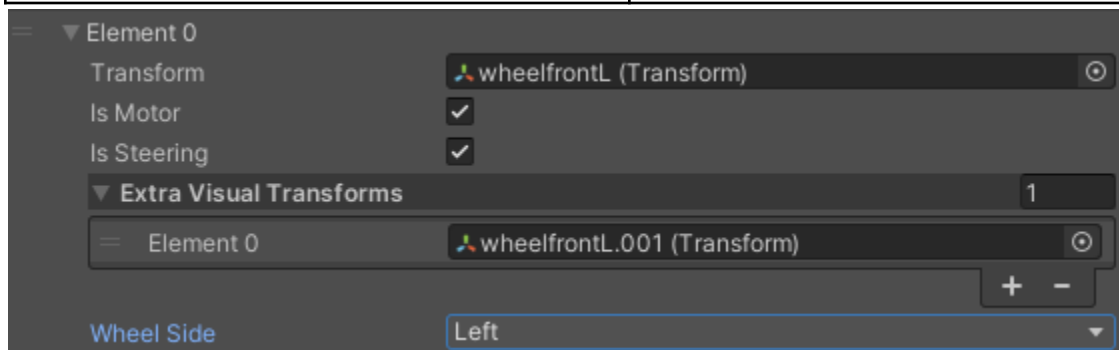 Element 0
Transform wheelfrontL (Transform)
Is Motor
Is Steering
Extra Visual Transforms 1
Element 0 wheelfrontL.001 (Transform)
+ -
Wheel Side Left